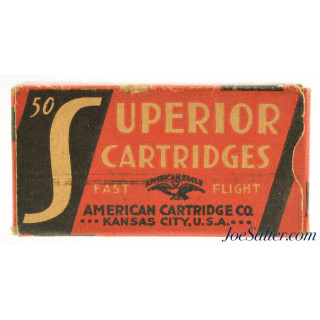 50 SUPERIOR
CARTRIDGES
FAST AMERICAN EAGLE FLIGHT
AMERICAN CARTRIDGE CO.
KANSAS CITY, U.S.A.
JoeSalter.com